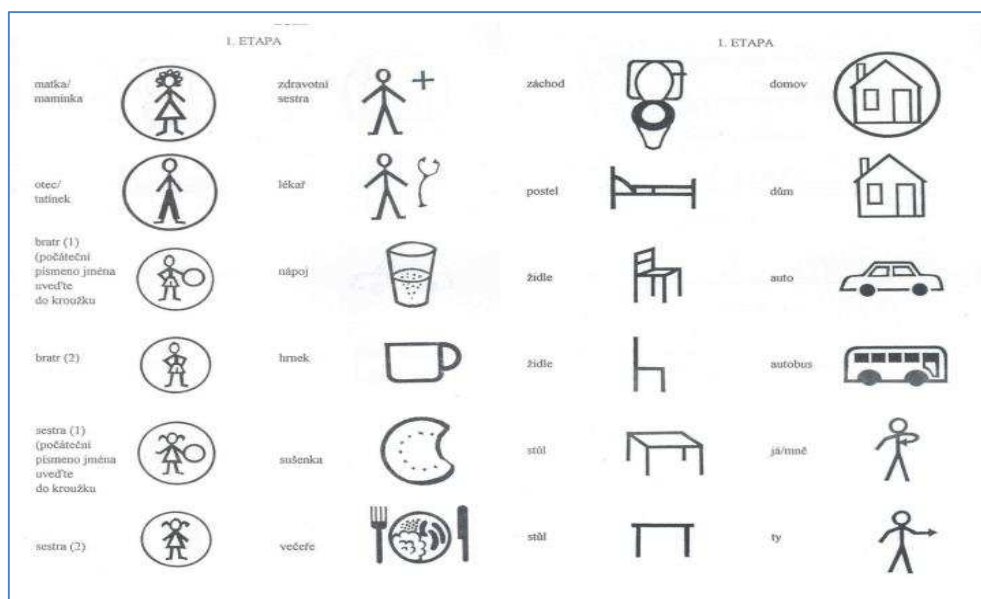 1. ETAPA
matka/
maminka
zdravotní
sestra
otec/
tatínek
lékař
bratr (1)
(počáteční
písmeno jména
uveďte
do kroužku
nápoj
bratr (2)
hrnek
sestra (1)
(počáteční
písmeno jména
uveďte
do kroužku
sušenka
sestra (2)
večeře
1. ETAPA
záchod
domov
postel
dům
židle
auto
židle
autobus
stůl
já/mně
stůl
ty